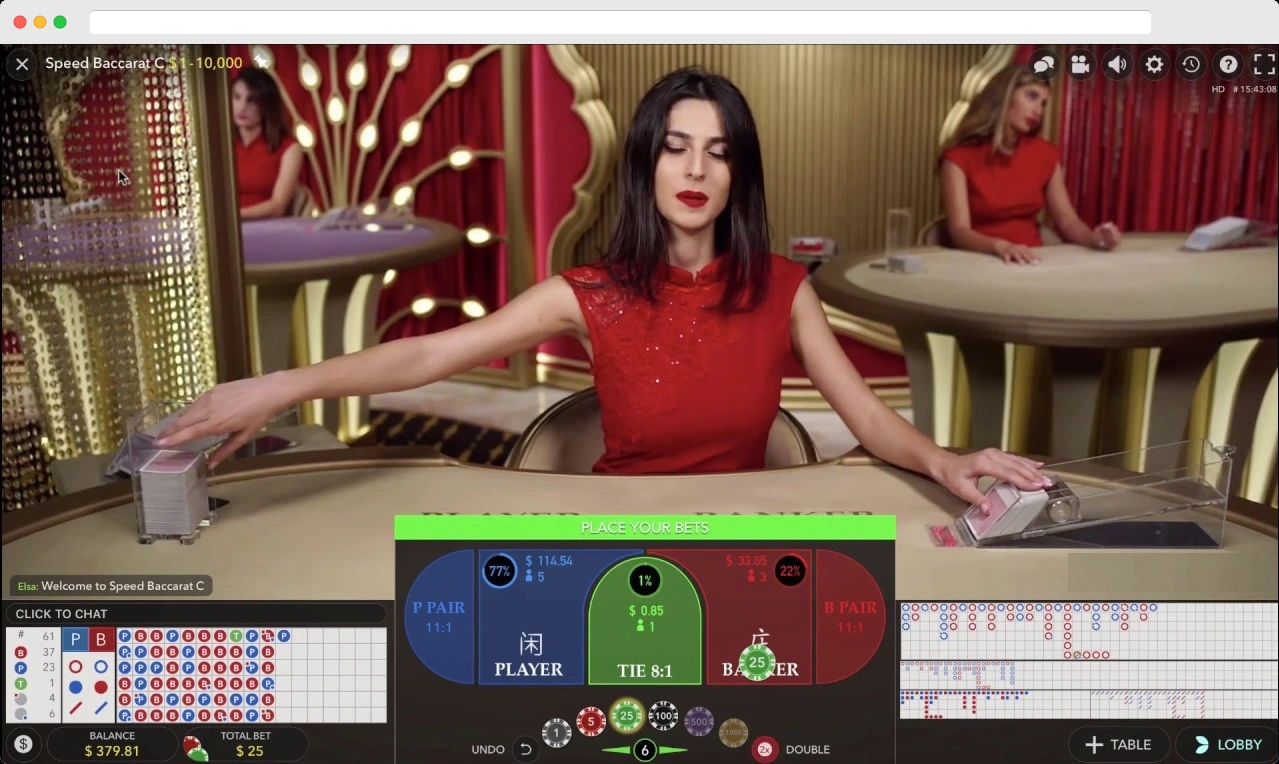 Speed Baccarat C $ 1 - 10,000
HD # 15:43:08
PLACE YOUR BETS
77%
$ 114.54
5
1%
$ 0.85
1
$ 33.65
3
22%
P PAIR
11:1
闲
PLAYER
TIE 8:1
庄
25
B PAIR
11:1
Elsa: Welcome to Speed Baccarat C
CLICK TO CHAT
# 61
B 37
P 23
T 1
4
6
P B
P B B P B B B T P B P
1 5 25 100 500 1000
BALANCE
$ 379.81
TOTAL BET
$ 25
UNDO
6
2x DOUBLE
TABLE
LOBBY